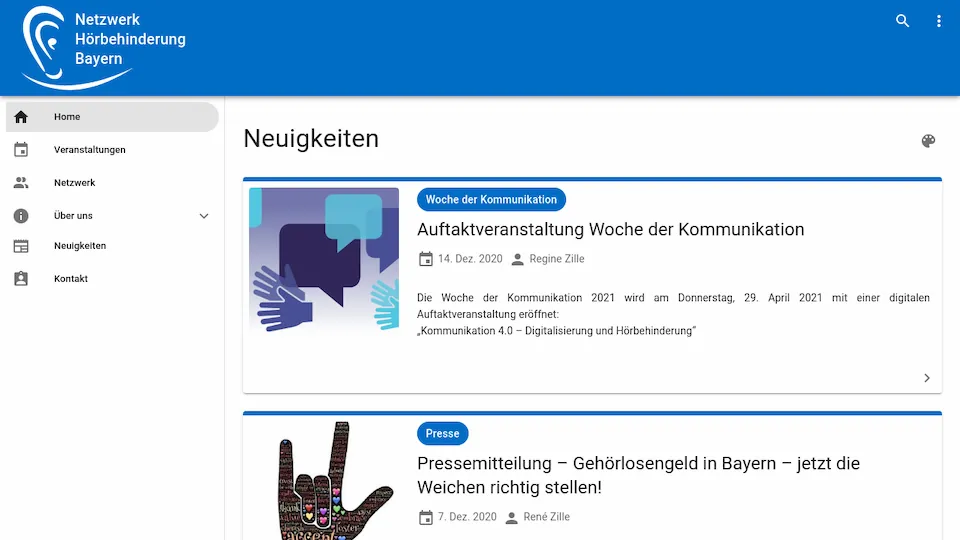 Netzwerk
Hörbehinderung
Bayern
Home
Veranstaltungen
Netzwerk
Über uns
Neuigkeiten
Kontakt
Neuigkeiten
Woche der Kommunikation
Auftaktveranstaltung Woche der Kommunikation
14. Dez. 2020 Regine Zille
Die Woche der Kommunikation 2021 wird am Donnerstag, 29. April 2021 mit einer digitalen
Auftaktveranstaltung eröffnet:
„Kommunikation 4.0 – Digitalisierung und Hörbehinderung“
Presse
Pressemitteilung – Gehörlosengeld in Bayern – jetzt die
Weichen richtig stellen!
7. Dez. 2020 René Zille